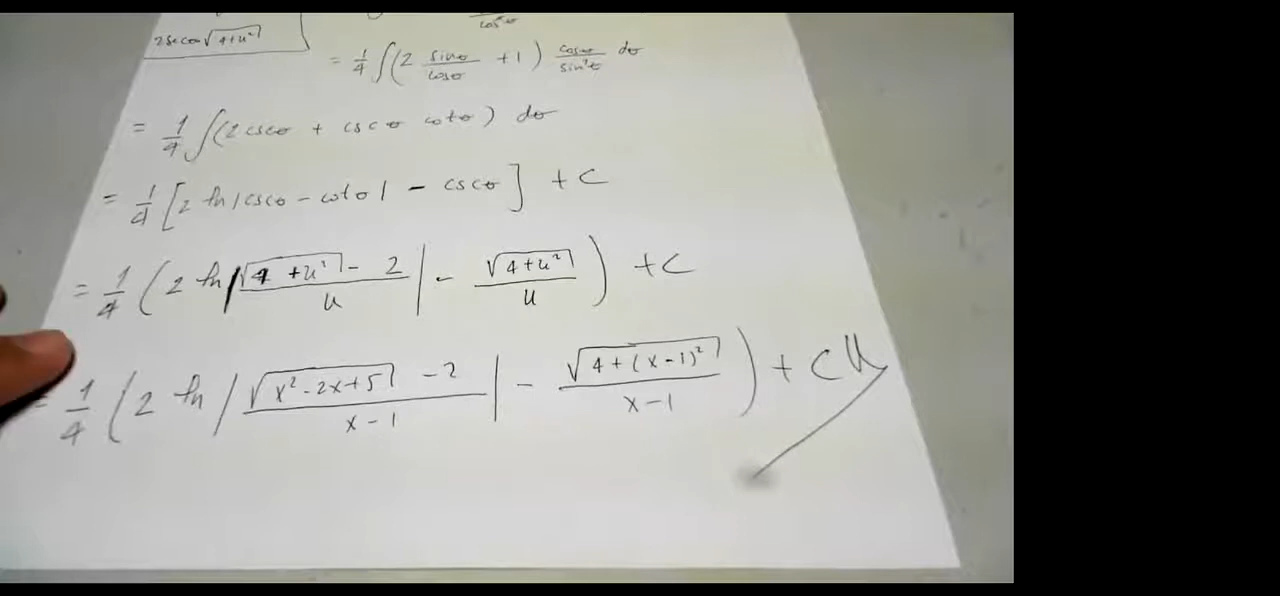 2secθ √4+u²
cos²θ
= 1/4 ∫(2 sinθ/cosθ + 1) cosθ/sin²θ dθ
= 1/4 ∫(2cscθ + cscθ cotθ) dθ
= 1/4 [2 ln|cscθ - cotθ| - cscθ] + C
= 1/4 (2 ln|√4+u² - 2/u| - √4+u²/u) + C
= 1/4 (2 ln|√x²-2x+5 - 2/x-1| - √4+(x-1)²/x-1) + C